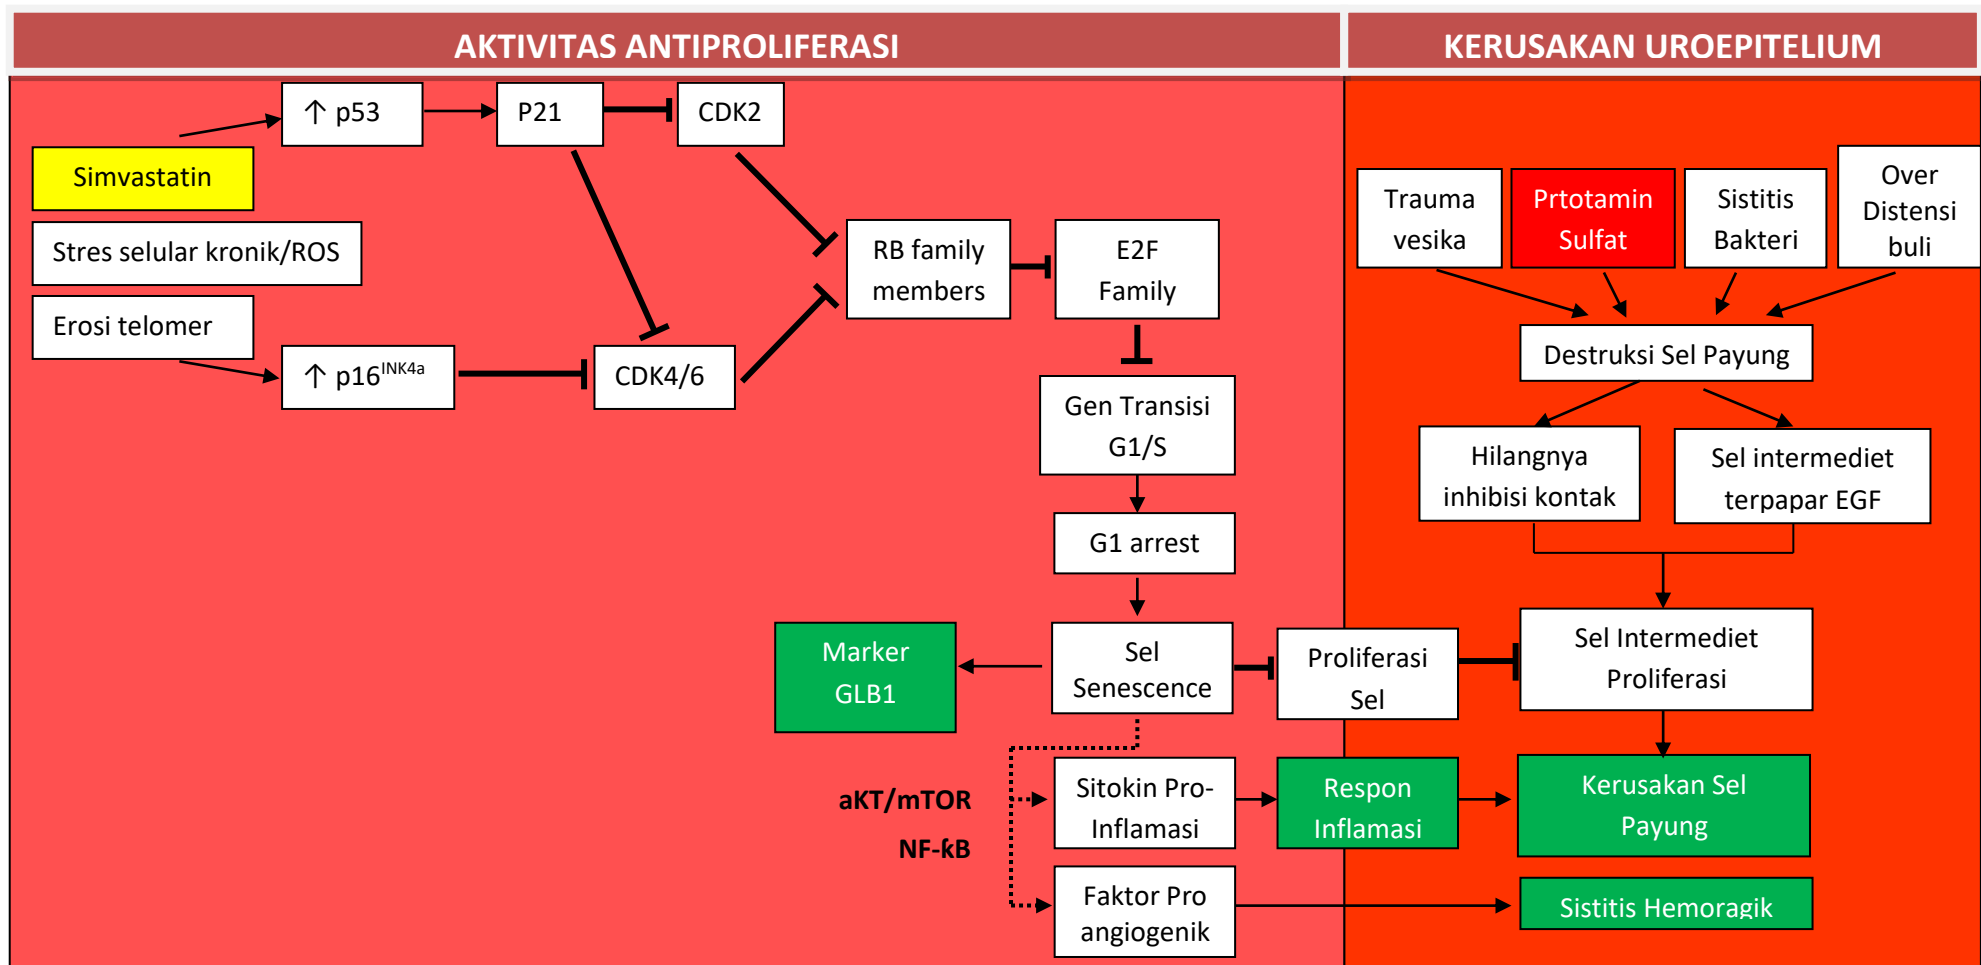 AKTIVITAS ANTIPROLIFERASI
KERUSAKAN UROEPITELIUM
↑ p53
P21
CDK2
Simvastatin
Stres selular kronik/ROS
Erosi telomer
↑ p16INK4a
CDK4/6
RB family
members
E2F
Family
Gen Transisi
G1/S
G1 arrest
Marker
GLB1
Sel
Senescence
Proliferasi
Sel
aKT/mTOR
NF-kB
Sitokin Pro-
Inflamasi
Respon
Inflamasi
Faktor Pro
angiogenik
Trauma
vesika
Prtotamin
Sulfat
Sistitis
Bakteri
Over
Distensi
buli
Destruksi Sel Payung
Hilangnya
inhibisi kontak
Sel intermediet
terpapar EGF
Sel Intermediet
Proliferasi
Kerusakan Sel
Payung
Sistitis Hemoragik